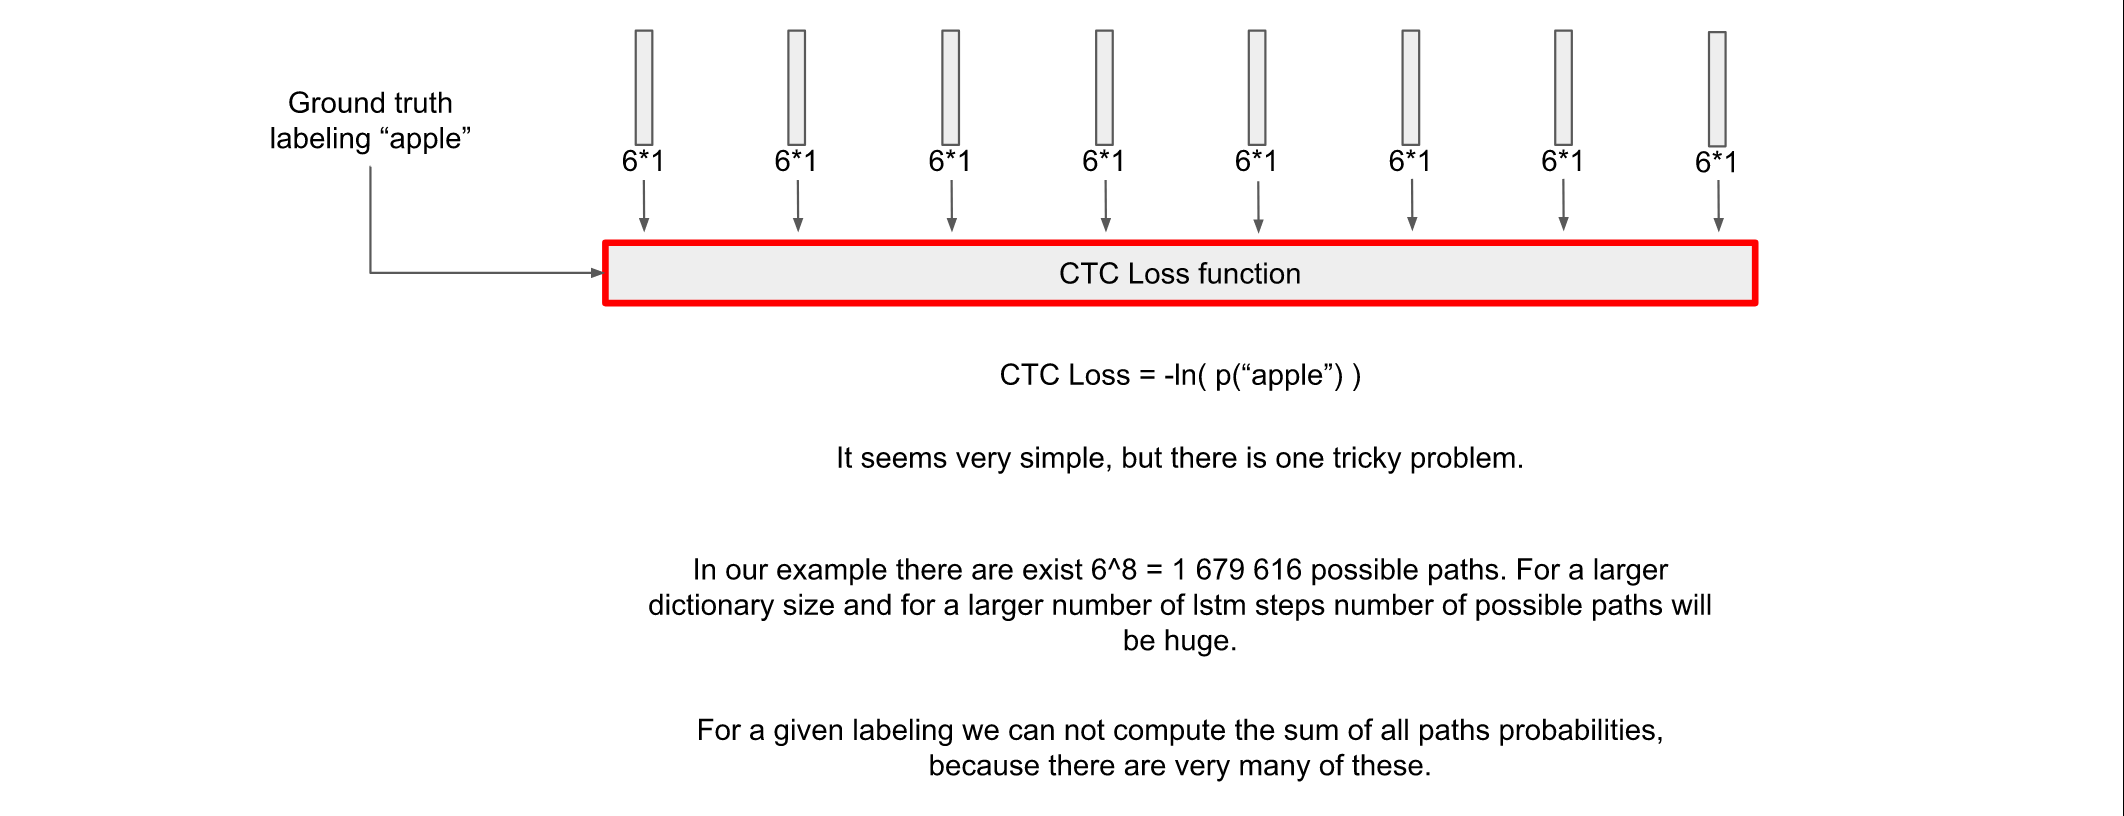 Ground truth
labeling “apple”
6*1 6*1 6*1 6*1 6*1 6*1 6*1 6*1
CTC Loss function
CTC Loss = -ln( p(“apple”) )
It seems very simple, but there is one tricky problem.
In our example there are exist 6^8 = 1 679 616 possible paths. For a larger
dictionary size and for a larger number of lstm steps number of possible paths will
be huge.
For a given labeling we can not compute the sum of all paths probabilities,
because there are very many of these.